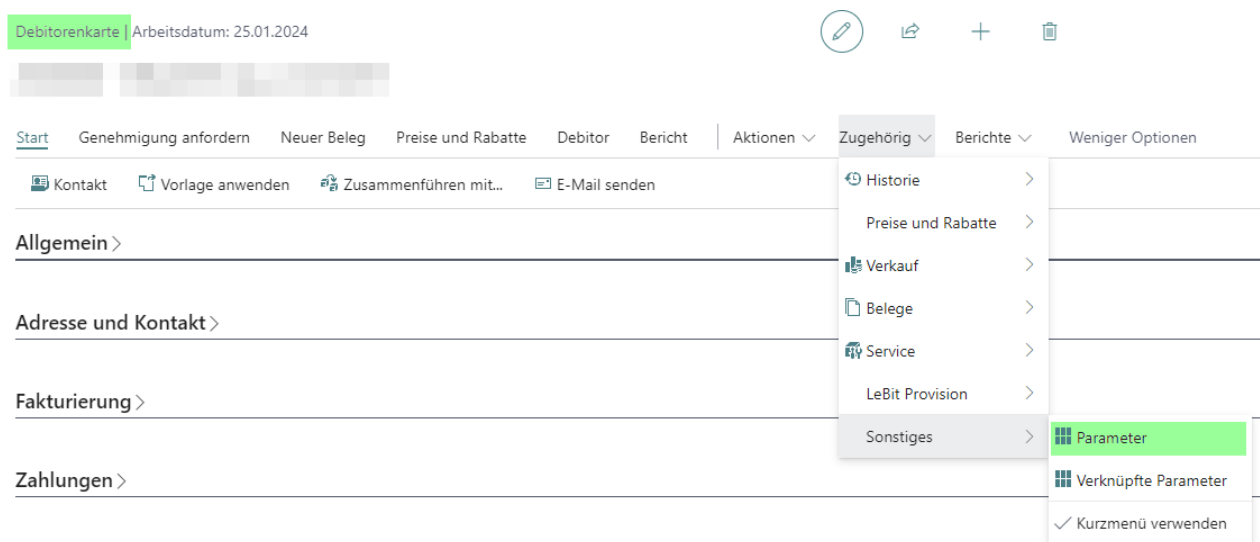 Debitorenkarte | Arbeitsdatum: 25.01.2024
Start Genehmigung anfordern Neuer Beleg Preise und Rabatte Debitor Bericht Aktionen Zugehörig Berichte Weniger Optionen
Kontakt Vorlage anwenden Zusammenführen mit... E-Mail senden
Historie
Preise und Rabatte
Verkauf
Belege
Service
LeBit Provision
Sonstiges
Parameter
Verknüpfte Parameter
Kurzmenü verwenden
Allgemein
Adresse und Kontakt
Fakturierung
Zahlungen